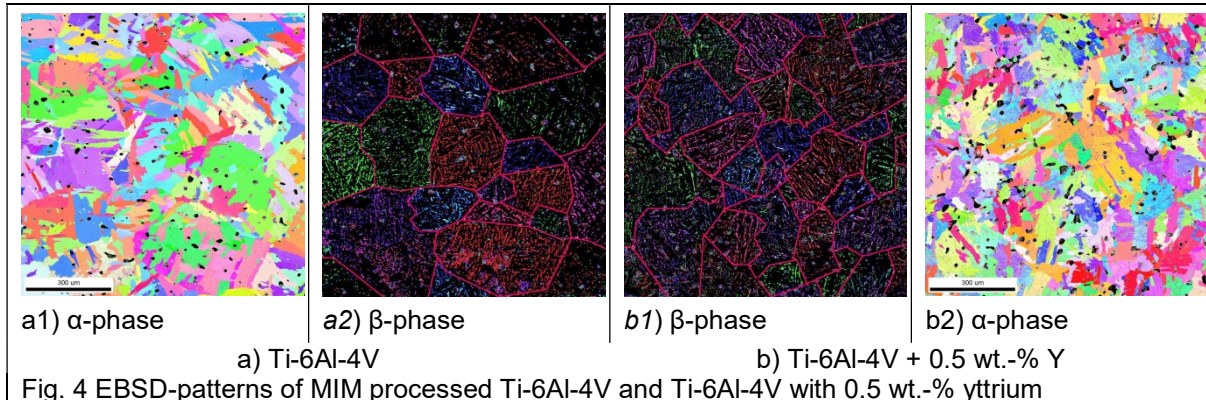 300 um
300 um
a1) α-phase
a2) β-phase
b1) β-phase
b2) α-phase
a) Ti-6Al-4V
b) Ti-6Al-4V + 0.5 wt.-% Y
Fig. 4 EBSD-patterns of MIM processed Ti-6Al-4V and Ti-6Al-4V with 0.5 wt.-% yttrium